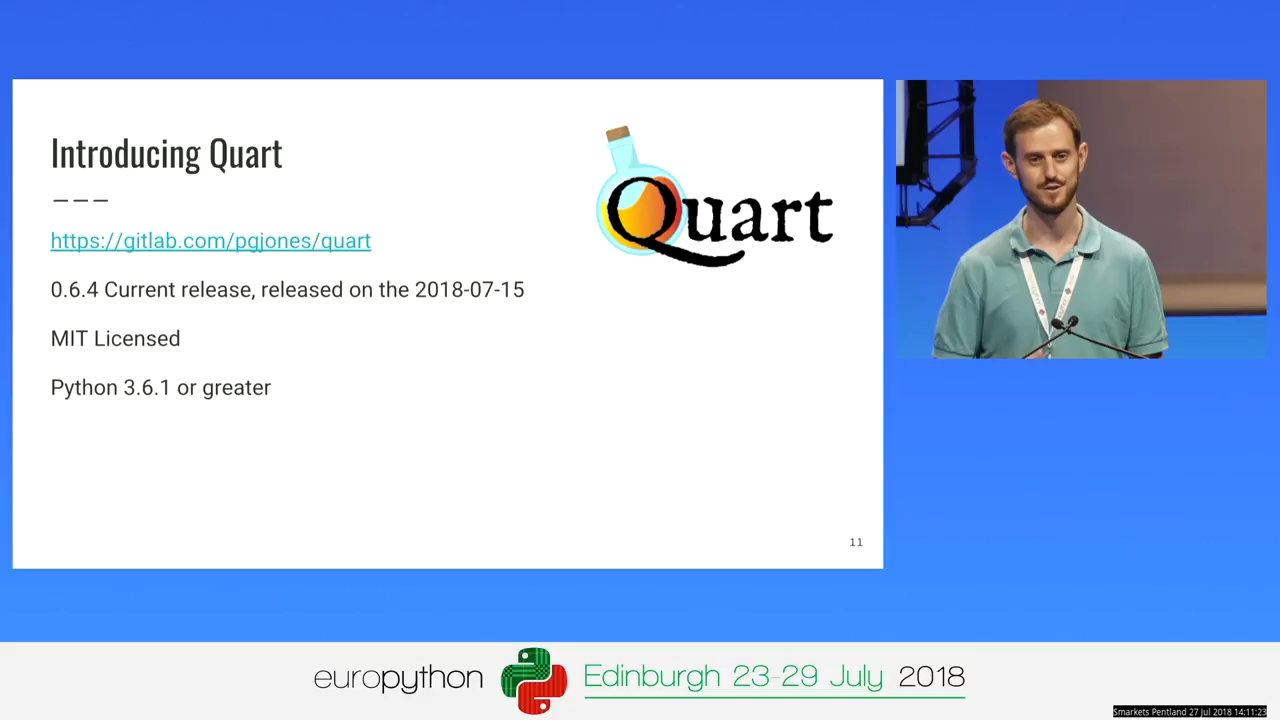 Introducing Quart
Quart
https://gitlab.com/pgjones/quart
0.6.4 Current release, released on the 2018-07-15
MIT Licensed
Python 3.6.1 or greater
11
europython Edinburgh 23-29 July 2018
Smarkets Pentland 27 Jul 2018 14:11:23